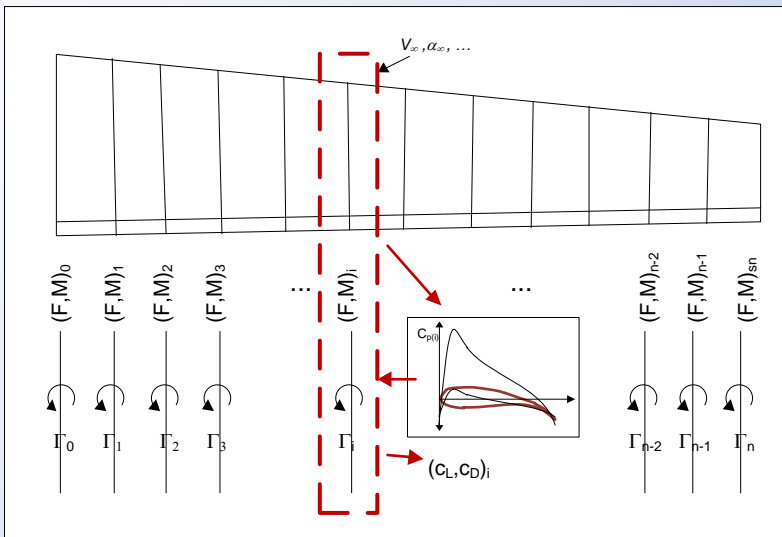 V∞, α∞, ...
(F,M)0
(F,M)1
(F,M)2
(F,M)3
...
(F,M)i
...
(F,M)n-2
(F,M)n-1
(F,M)sn
Cp(i)
Γ0
Γ1
Γ2
Γ3
Γi
Γn-2
Γn-1
Γn
(cL,cD)i